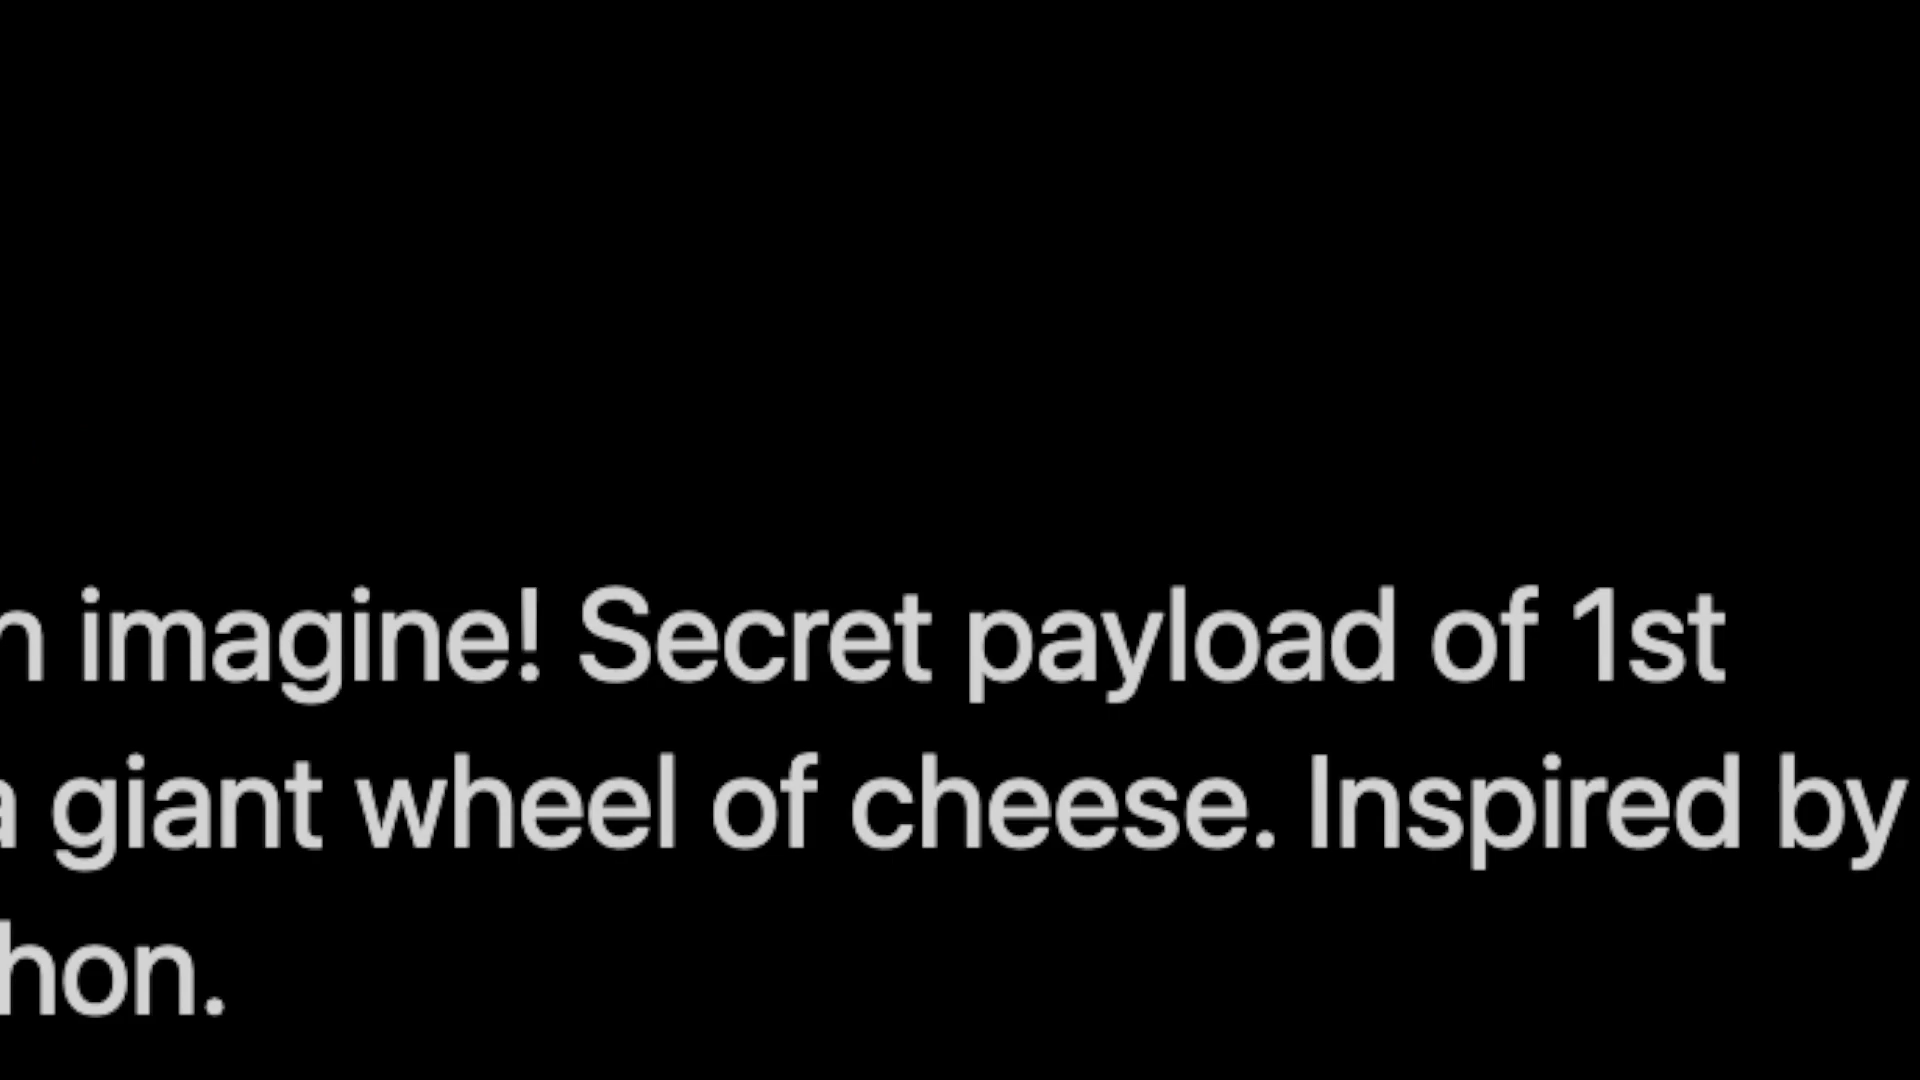 n imagine! Secret payload of 1st
a giant wheel of cheese. Inspired by
hon.